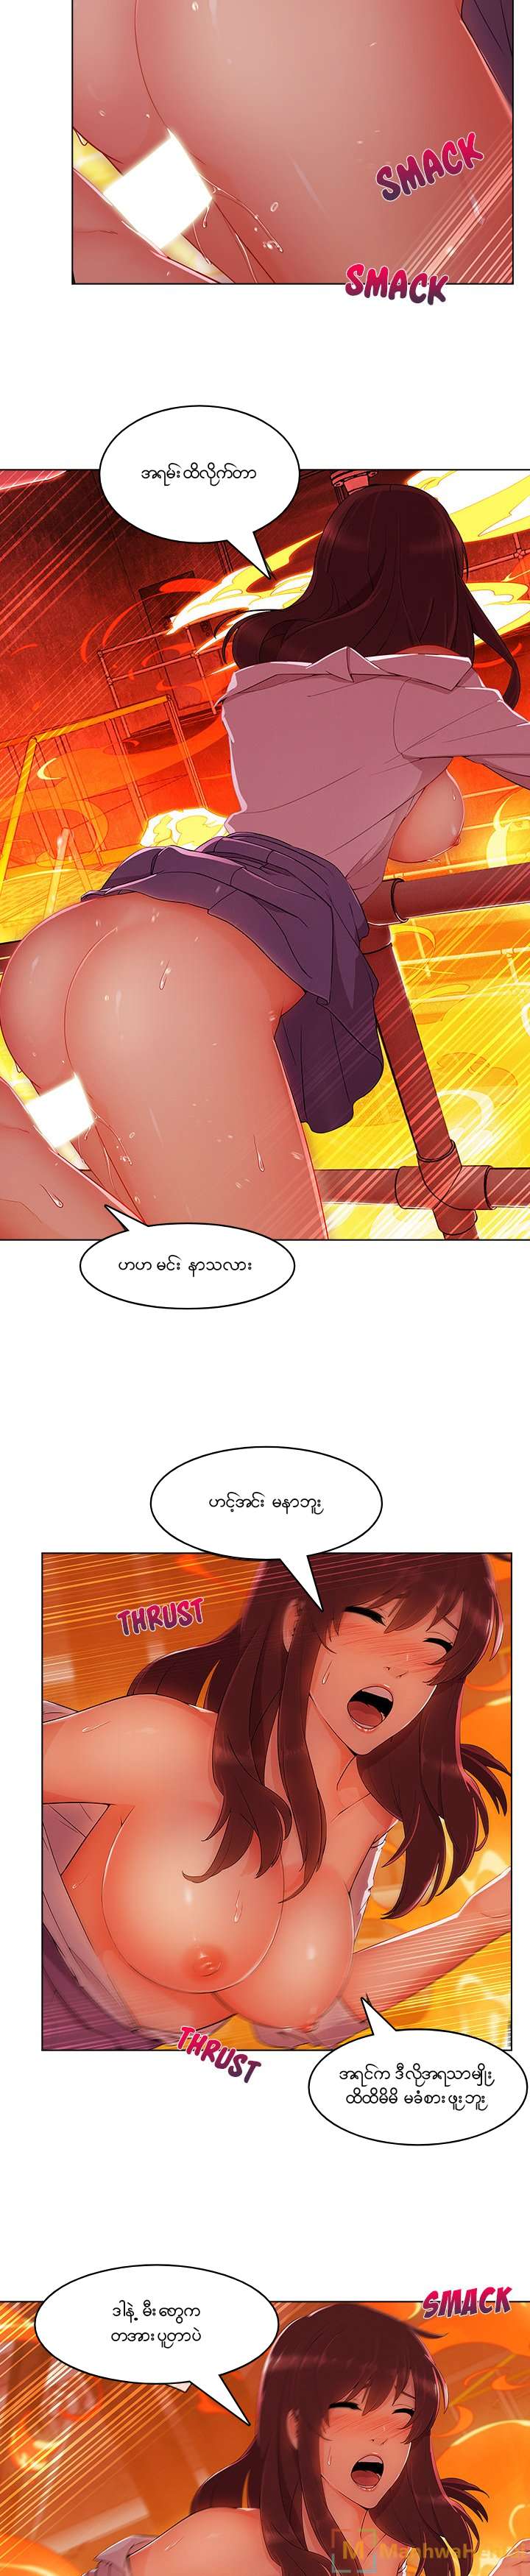 SMACK
SMACK
အရမ်းထိလိုက်တာ
ဟဟ မင်း နာသလား
ဟင့်အင်း မနာဘူး
THRUST
THRUST
အရင်က ဒီလိုအရသာမျိုး
ထိထိမိမိ မခံစားဖူးဘူး
SMACK
ဒါနဲ့ မီးတွေက
တအားပူတာပဲ